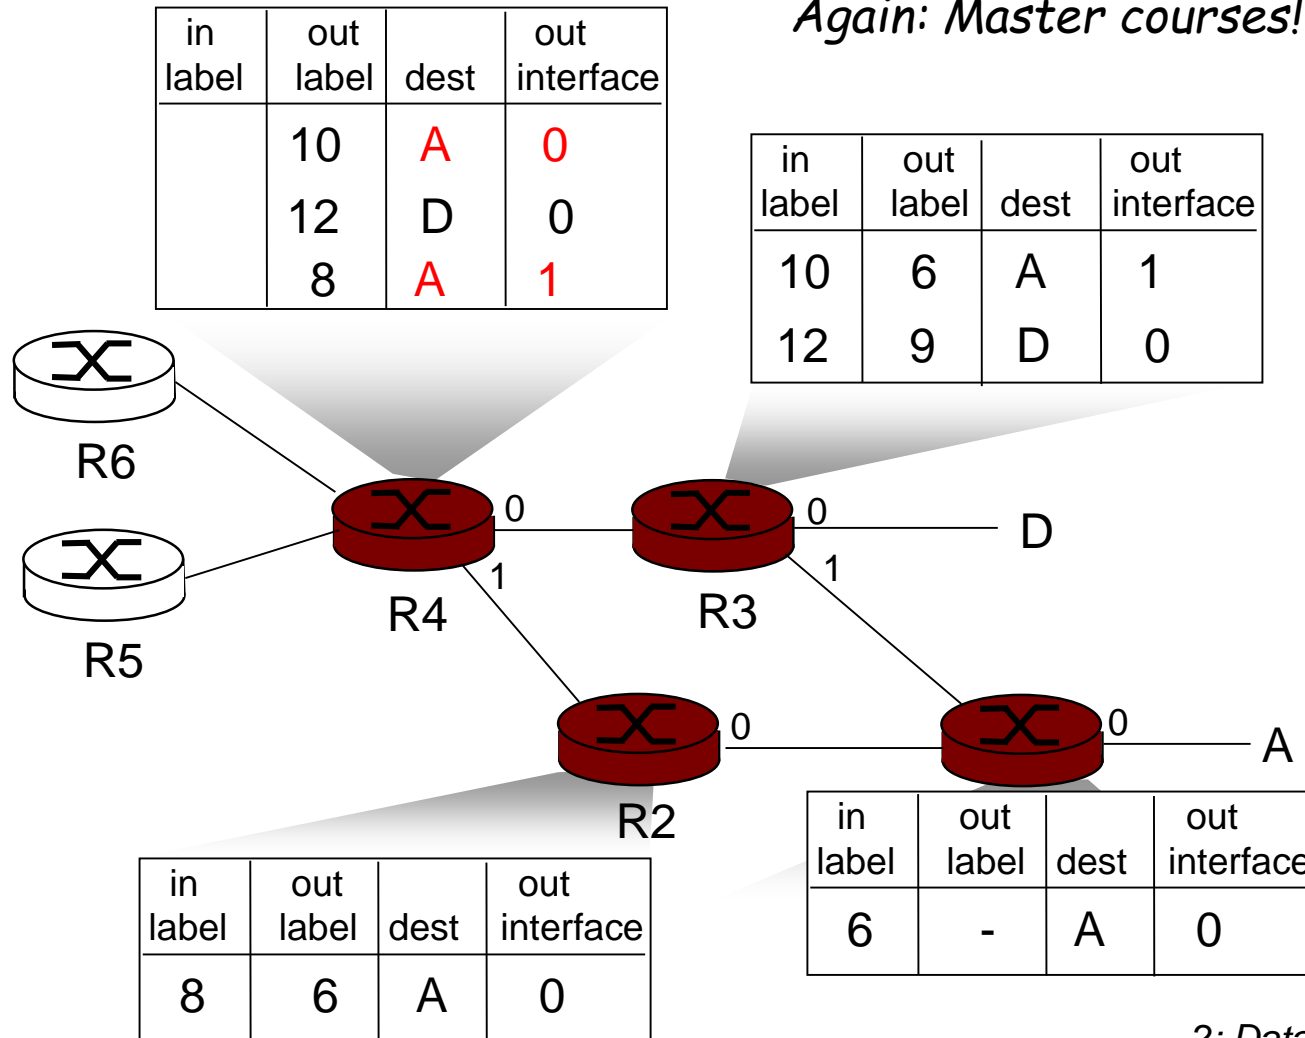 Again: Master courses!
in out out
label label dest interface
10 A 0
12 D 0
8 A 1
in out out
label label dest interface
10 6 A 1
12 9 D 0
R6
0
0
D
1
1
R4
R3
R5
0
0
A
R2
in out out
label label dest interface
6 - A 0
in out out
label label dest interface
8 6 A 0
2: Data